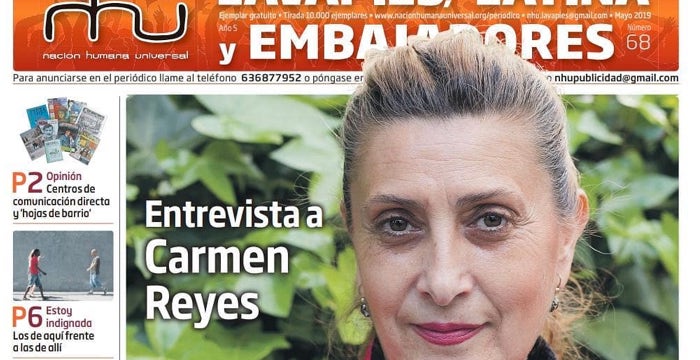 LAVAPIÉS/LATINA
Ejemplar gratuito • Tirada 10.000 ejemplares • www.nacionhumanauniversal.org/periodico • nhu.lavapies@gmail.com • Mayo 2019
Año 5
y EMBAJADORES
Número
68
nhu
nación humana universal
Para anunciarse en el periódico llame al teléfono 636877952 o póngase en
nhupublicidad@gmail.com
P2 Opinión
Centros de
comunicación directa
y 'hojas de barrio'
Entrevista a
Carmen
Reyes
P6 Estoy
indignada
Los de aquí frente
a las de allí